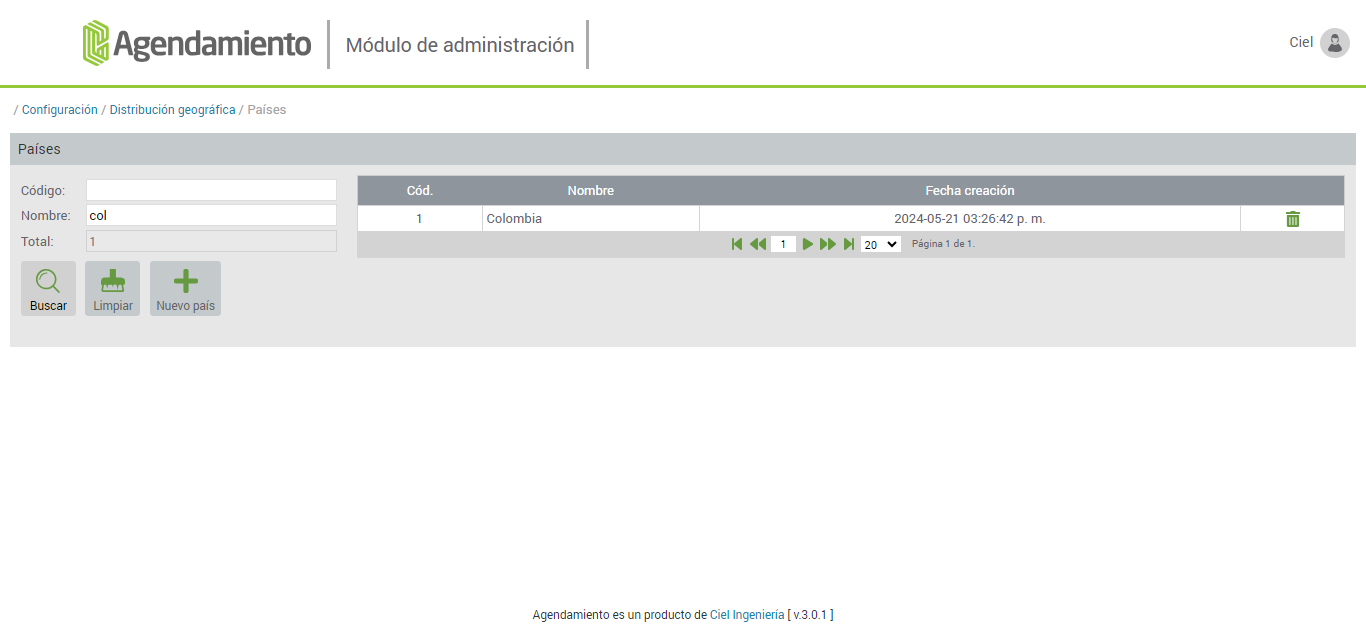 Agendamiento
Módulo de administración
Ciel
/ Configuración / Distribución geográfica / Países
Países
Código:
Nombre: col
Total: 1
Buscar
Limpiar
Nuevo país
Cód. Nombre Fecha creación
1 Colombia 2024-05-21 03:26:42 p. m.
1 20 Página 1 de 1.
Agendamiento es un producto de Ciel Ingeniería [ v.3.0.1 ]